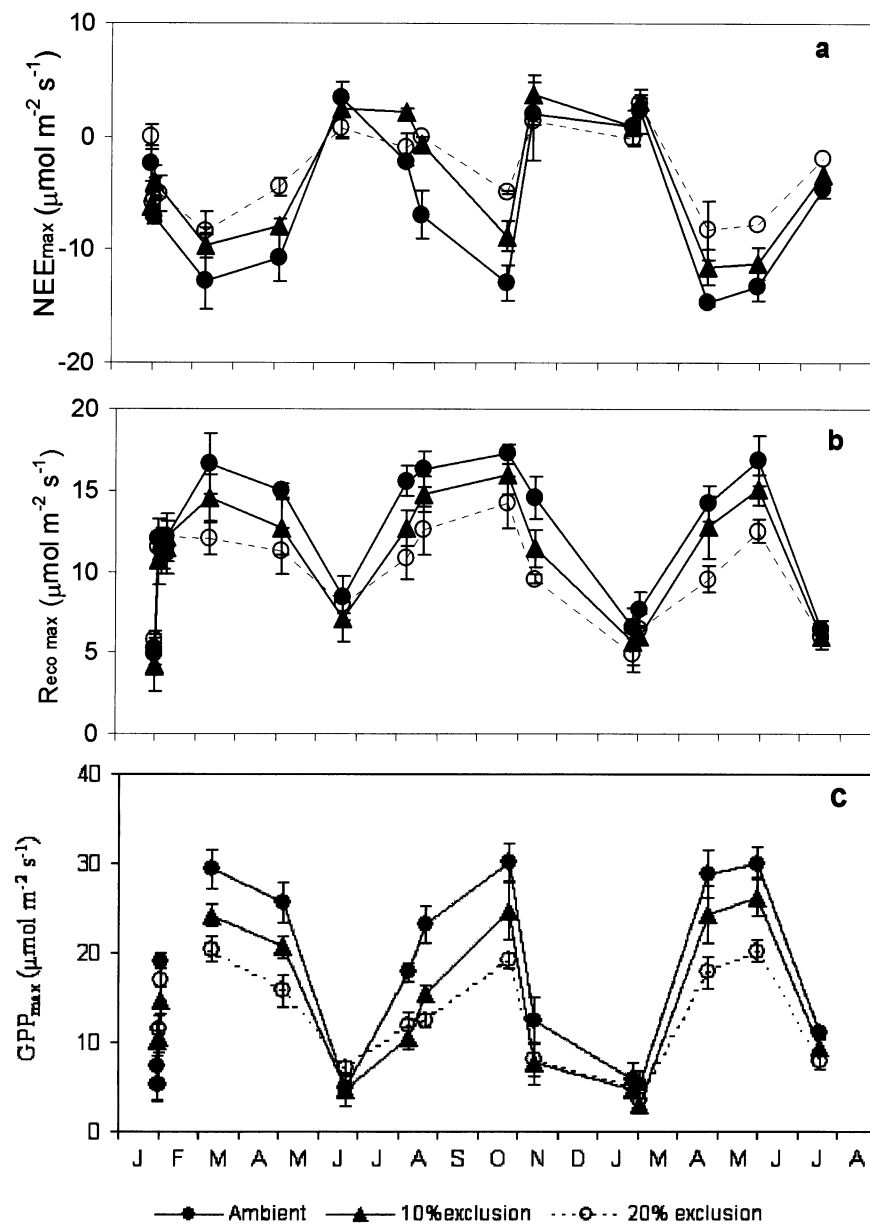 a
10
0
-10
-20
NEEmax (µmol m-2 s-1)
b
20
15
10
5
0
Reco max (µmol m-2 s-1)
c
40
30
20
10
0
GPPmax (µmol m-2 s-1)
J F M A M J J A S O N D J F M A M J J A
Ambient 10%exclusion 20% exclusion